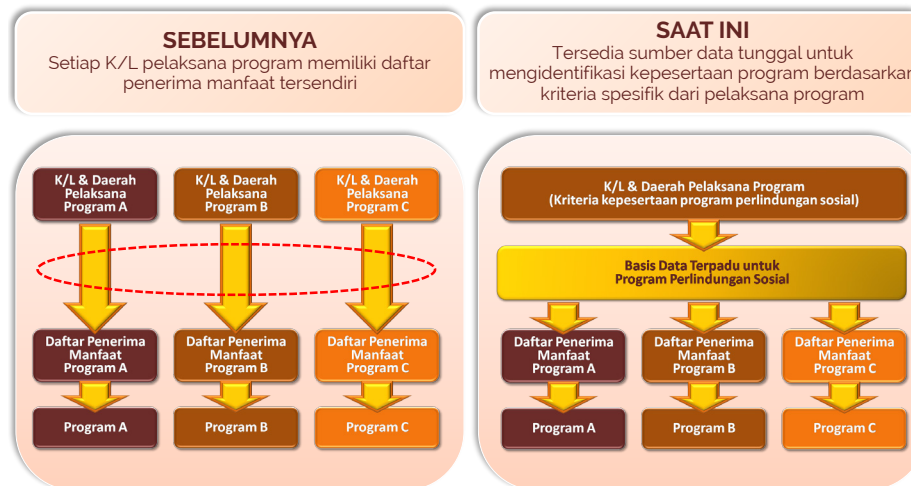 SEBELUMNYA
Setiap K/L pelaksana program memiliki daftar
penerima manfaat tersendiri
SAAT INI
Tersedia sumber data tunggal untuk
mengidentifikasi kepesertaan program berdasarkan
kriteria spesifik dari pelaksana program
K/L & Daerah
Pelaksana
Program A
K/L & Daerah
Pelaksana
Program B
K/L & Daerah
Pelaksana
Program C
Daftar Penerima
Manfaat
Program A
Daftar Penerima
Manfaat
Program B
Daftar Penerima
Manfaat
Program C
Program A
Program B
Program C
K/L & Daerah Pelaksana Program
(Kriteria kepesertaan program perlindungan sosial)
Basis Data Terpadu untuk
Program Perlindungan Sosial
Daftar Penerima
Manfaat
Program A
Daftar Penerima
Manfaat
Program B
Daftar Penerima
Manfaat
Program C
Program A
Program B
Program C